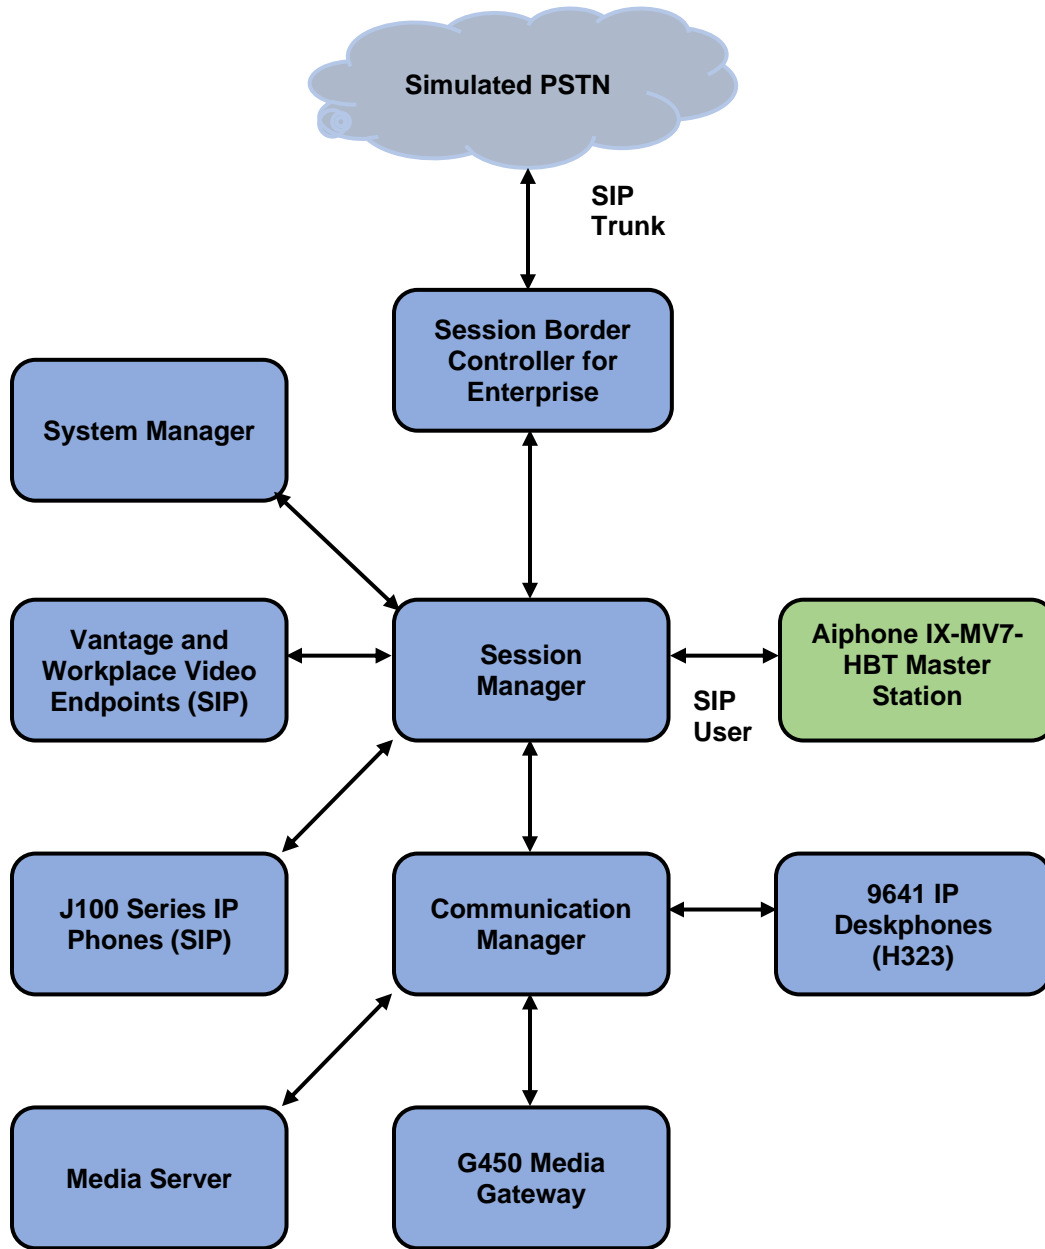 Simulated PSTN
SIP
Trunk
Session Border
Controller for
Enterprise
System Manager
Vantage and
Workplace Video
Endpoints (SIP)
Session
Manager
Aiphone IX-MV7-
HBT Master
Station
SIP
User
J100 Series IP
Phones (SIP)
Communication
Manager
9641 IP
Deskphones
(H323)
Media Server
G450 Media
Gateway